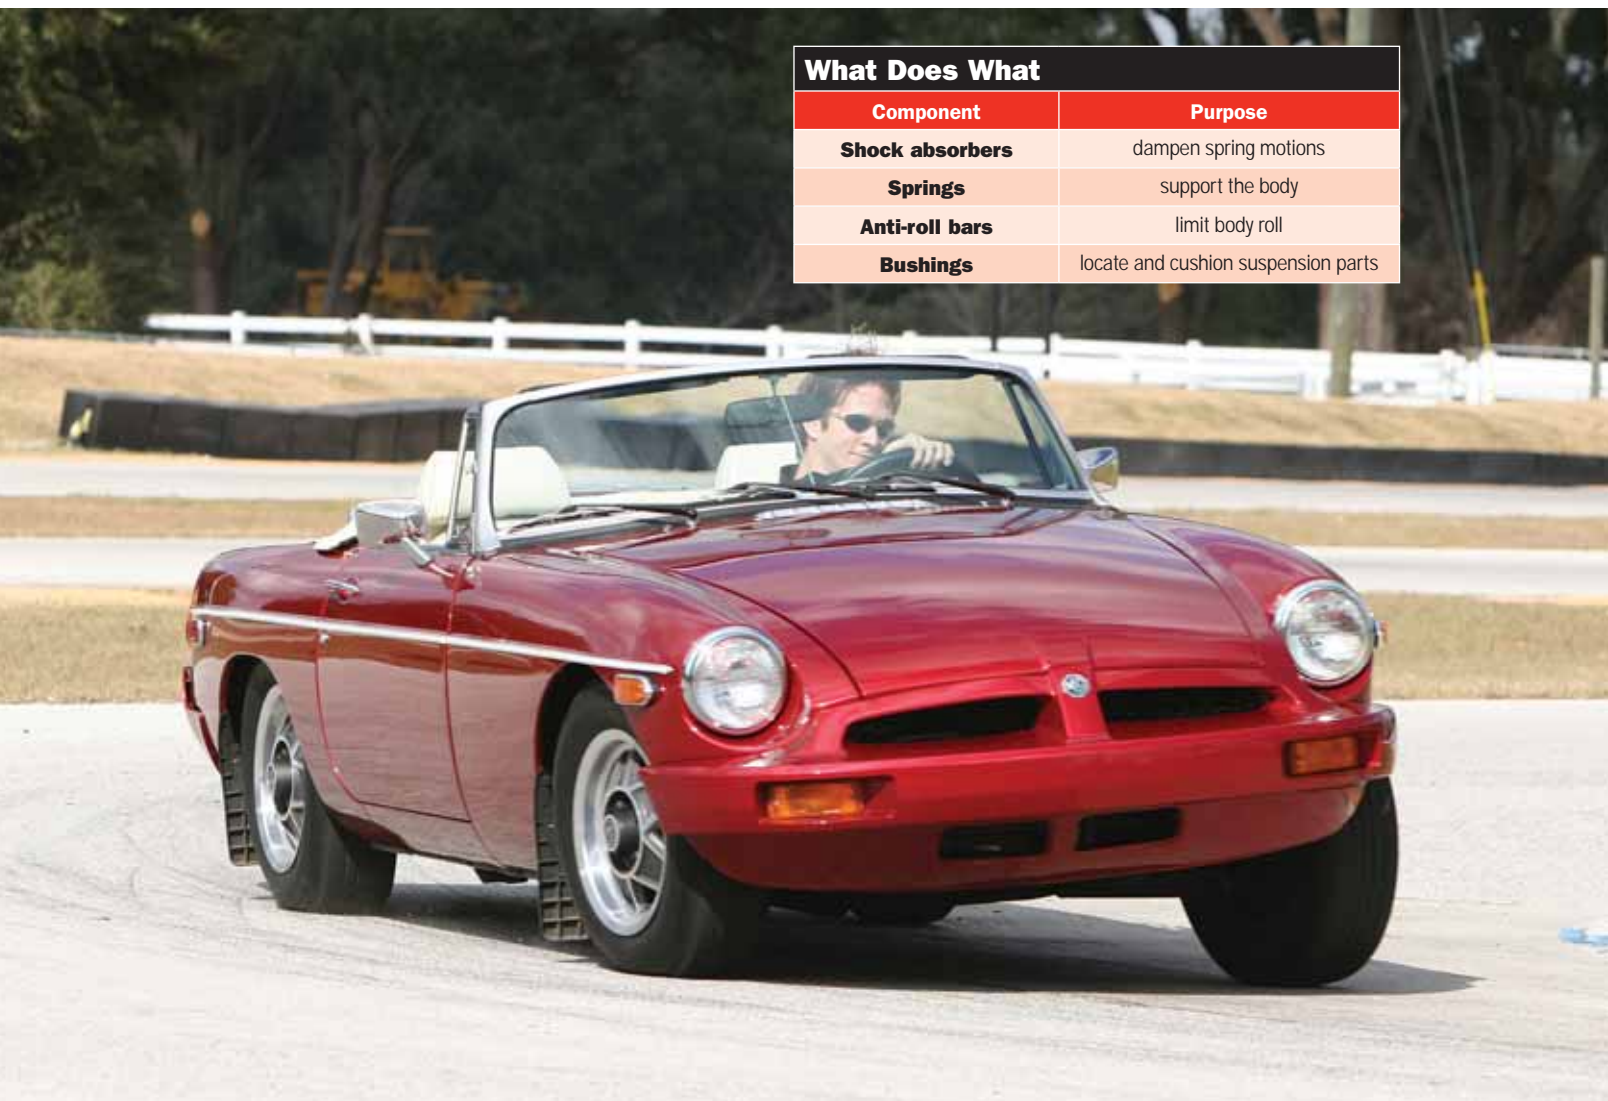 What Does What
Component Purpose
Shock absorbers dampen spring motions
Springs support the body
Anti-roll bars limit body roll
Bushings locate and cushion suspension parts